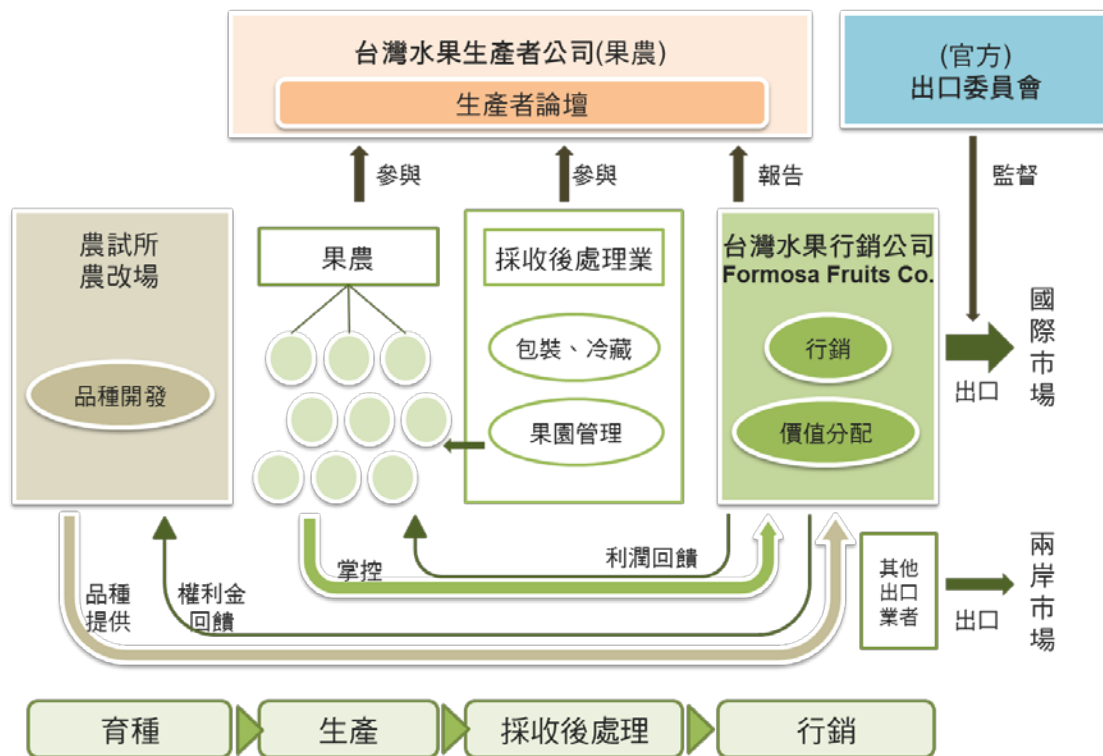 台灣水果生產者公司(果農)
生產者論壇
(官方)
出口委員會
參與
參與
報告
監督
農試所
農改場
品種開發
果農
採收後處理業
包裝、冷藏
果園管理
台灣水果行銷公司
Formosa Fruits Co.
行銷
價值分配
出口
國際市場
掌控
利潤回饋
品種
提供
權利金
回饋
其他
出口
業者
出口
兩岸市場
育種
生產
採收後處理
行銷